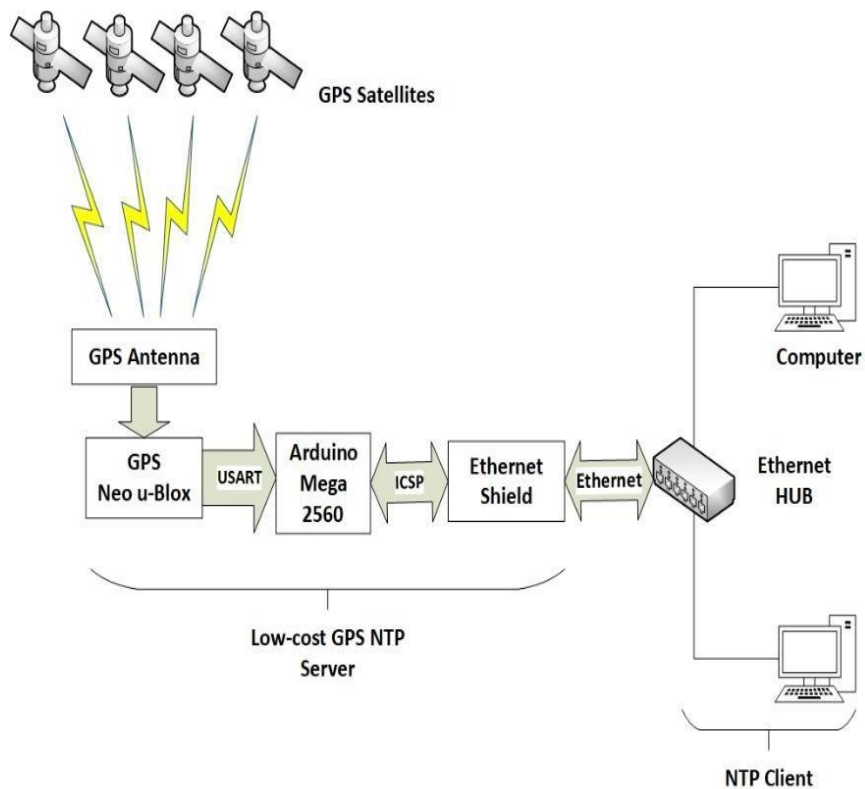 GPS Satellites
GPS Antenna
Computer
GPS
Neo u-Blox
USART
Arduino
Mega
2560
ICSP
Ethernet
Shield
Ethernet
Ethernet
HUB
Low-cost GPS NTP
Server
NTP Client